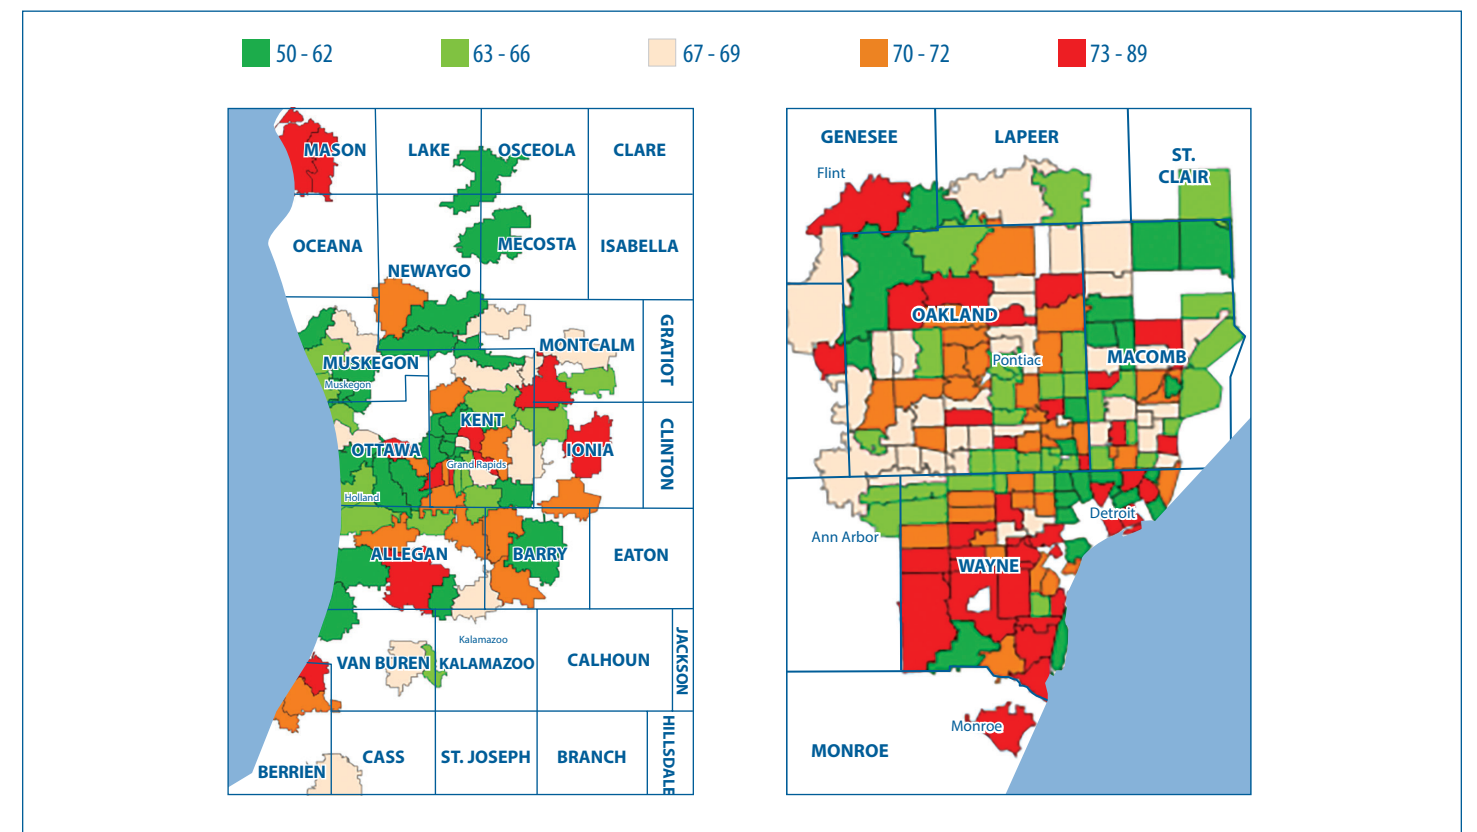 50 - 62
63 - 66
67 - 69
70 - 72
73 - 89
MASON
LAKE
OSCEOLA
CLARE
OCEANA
NEWAYGO
MECOSTA
ISABELLA
MUSKEGON
Muskegon
MONTCALM
GRATIOT
OTTAWA
KENT
Grand Rapids
IONIA
CLINTON
Holland
ALLEGAN
BARRY
EATON
VAN BUREN
Kalamazoo
KALAMAZOO
CALHOUN
JACKSON
BERRIEN
CASS
ST. JOSEPH
BRANCH
HILLSDALE
GENESEE
Flint
LAPEER
ST.
CLAIR
OAKLAND
Pontiac
MACOMB
Ann Arbor
Detroit
WAYNE
Monroe
MONROE